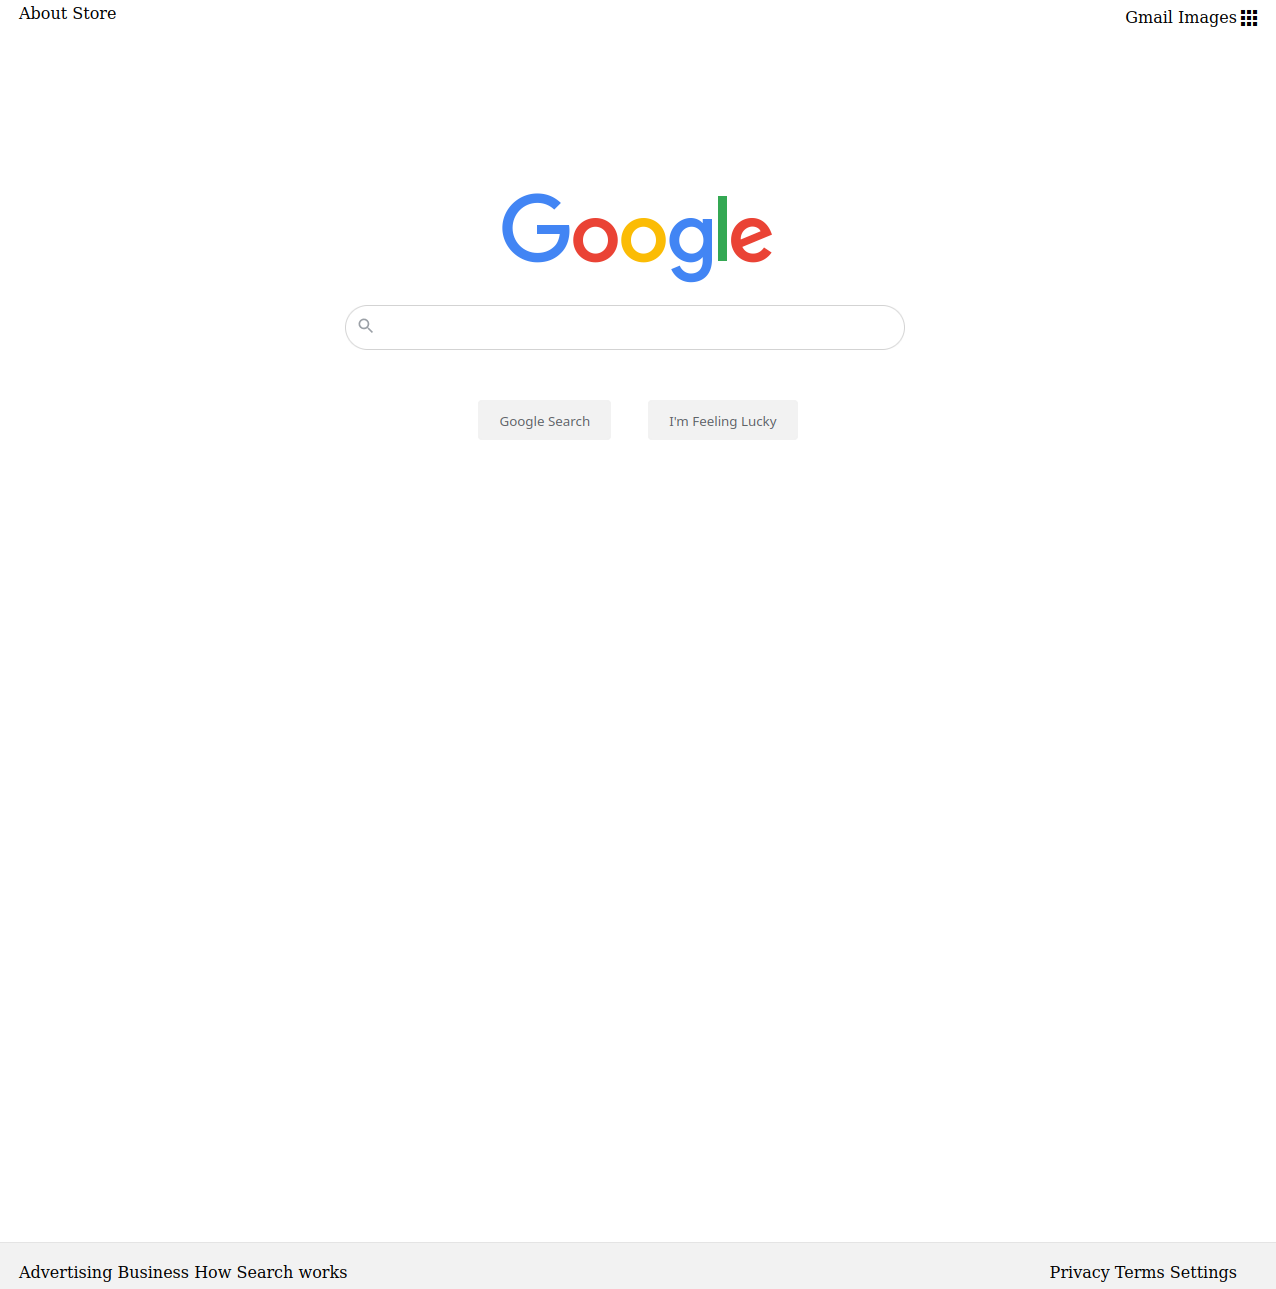 About Store
Gmail Images
Google
Google Search
I'm Feeling Lucky
Advertising Business How Search works
Privacy Terms Settings